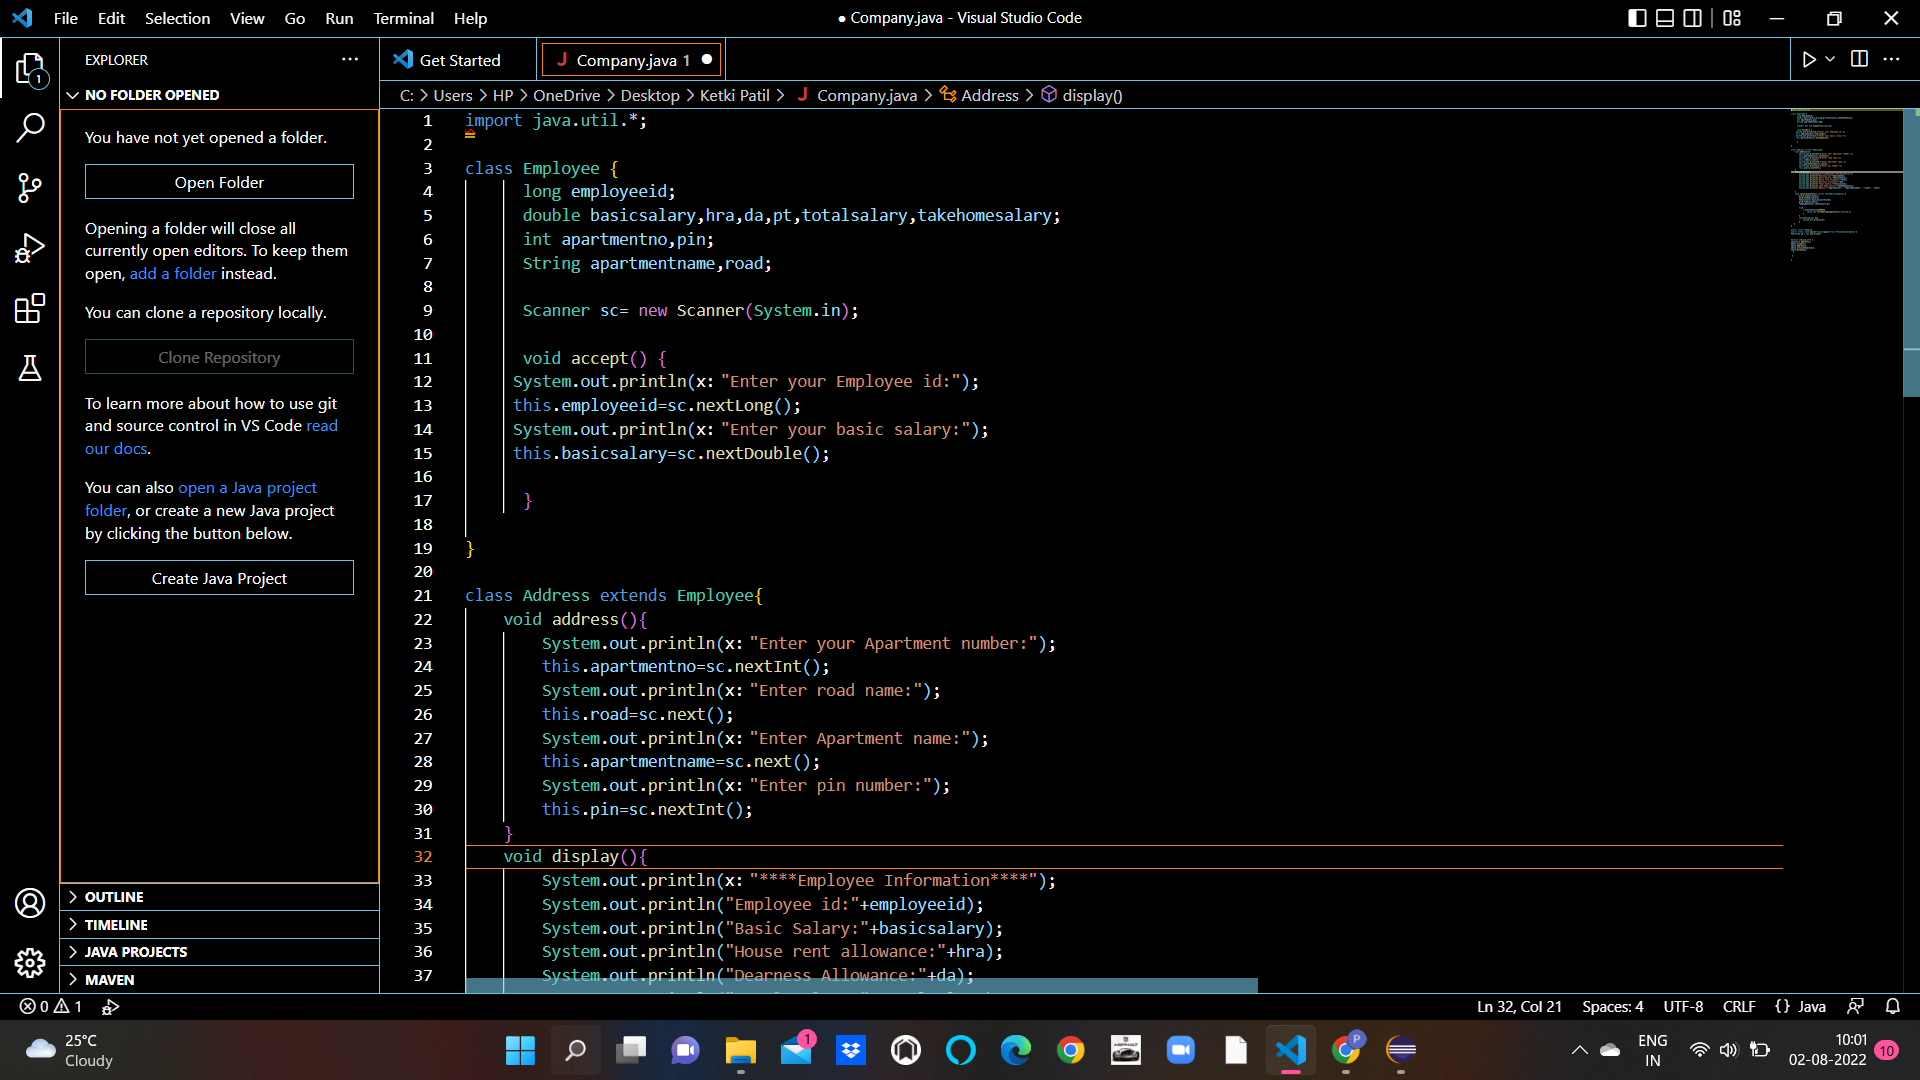 File Edit Selection View Go Run Terminal Help
● Company.java - Visual Studio Code
EXPLORER
NO FOLDER OPENED
You have not yet opened a folder.
Open Folder
Opening a folder will close all
currently open editors. To keep them
open, add a folder instead.
You can clone a repository locally.
Clone Repository
To learn more about how to use git
and source control in VS Code read
our docs.
You can also open a Java project
folder, or create a new Java project
by clicking the button below.
Create Java Project
OUTLINE
TIMELINE
JAVA PROJECTS
MAVEN
Get Started
J Company.java 1
C: > Users > HP > OneDrive > Desktop > Ketki Patil > J Company.java > Address > display()
1 import java.util.*;
2
3 class Employee {
4 long employeeid;
5 double basicsalary,hra,da,pt,totalsalary,takehomesalary;
6 int apartmentno,pin;
7 String apartmentname,road;
8
9 Scanner sc= new Scanner(System.in);
10
11 void accept() {
12 System.out.println(x: "Enter your Employee id:");
13 this.employeeid=sc.nextLong();
14 System.out.println(x: "Enter your basic salary:");
15 this.basicsalary=sc.nextDouble();
16
17 }
18
19 }
20
21 class Address extends Employee{
22 void address(){
23 System.out.println(x: "Enter your Apartment number:");
24 this.apartmentno=sc.nextInt();
25 System.out.println(x: "Enter road name:");
26 this.road=sc.next();
27 System.out.println(x: "Enter Apartment name:");
28 this.apartmentname=sc.next();
29 System.out.println(x: "Enter pin number:");
30 this.pin=sc.nextInt();
31 }
32 void display(){
33 System.out.println(x: "****Employee Information****");
34 System.out.println("Employee id:"+employeeid);
35 System.out.println("Basic Salary:"+basicsalary);
36 System.out.println("House rent allowance:"+hra);
37 System.out.println("Dearness Allowance:"+da);
0 1
Ln 32, Col 21 Spaces: 4 UTF-8 CRLF {} Java
25°C
Cloudy
1
P
ENG
IN
10:01
02-08-2022
10